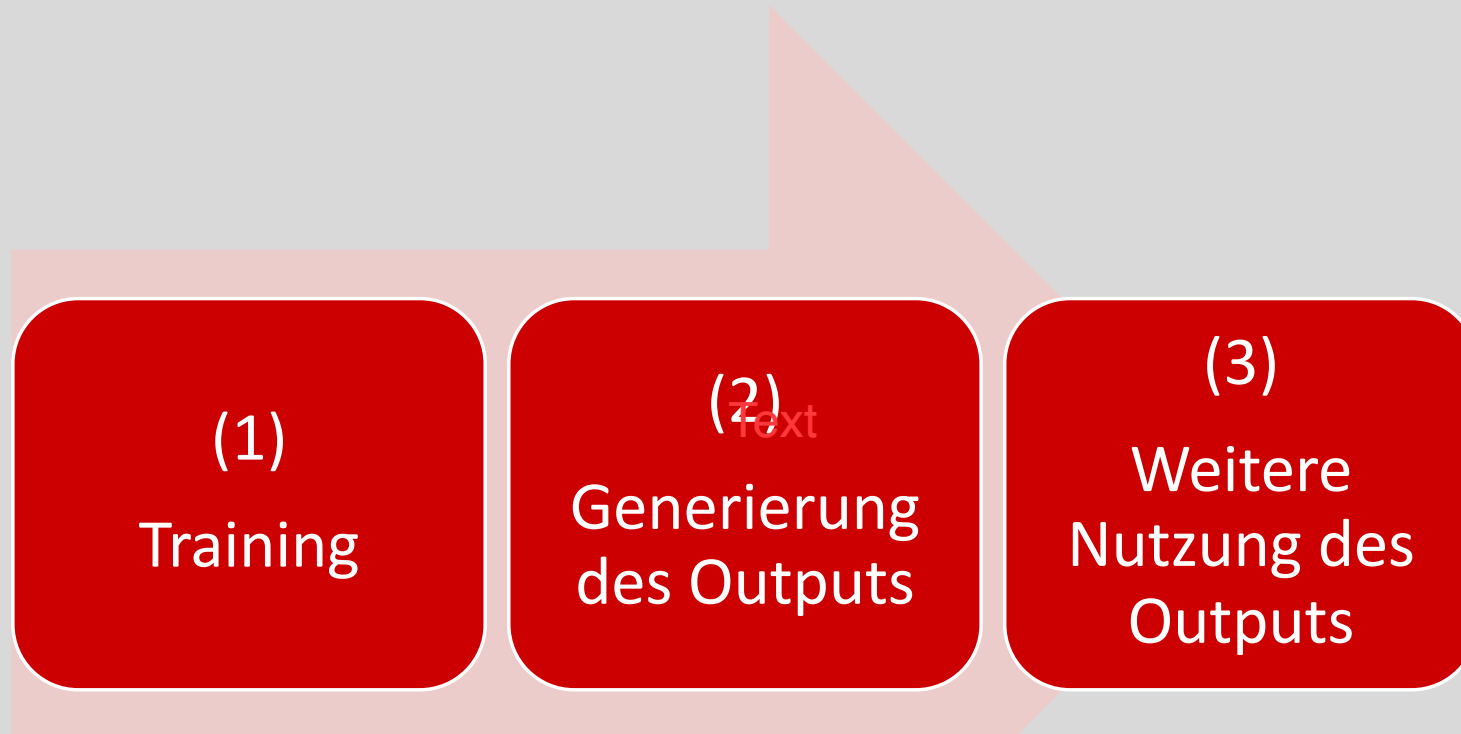 (1)
Training
(2)
Text
Generierung
des Outputs
(3)
Weitere
Nutzung des
Outputs